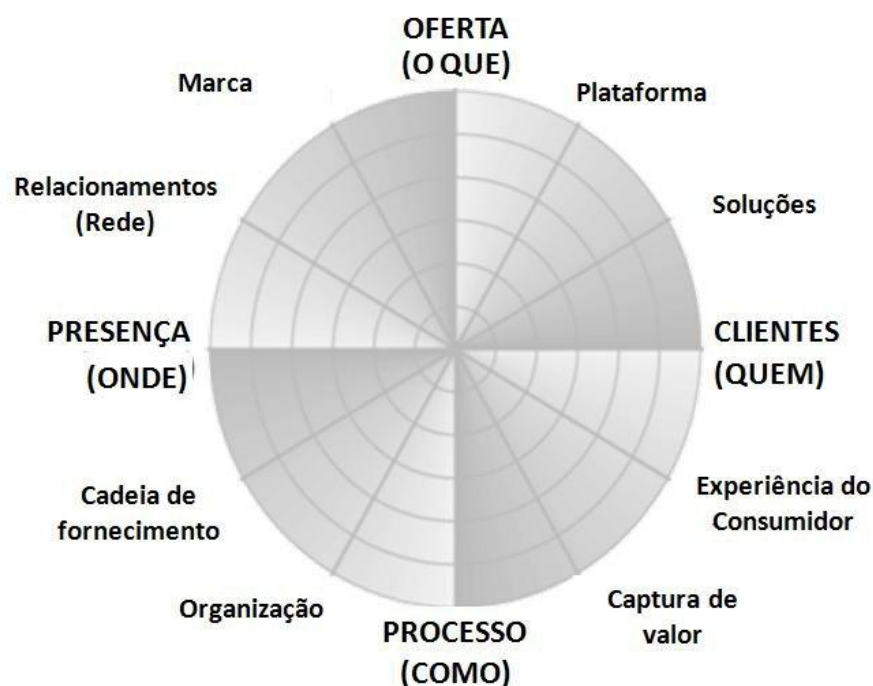 OFERTA
(O QUE)
Marca
Plataforma
Relacionamentos
(Rede)
Soluções
PRESENÇA
(ONDE)
CLIENTES
(QUEM)
Cadeia de
fornecimento
Experiência do
Consumidor
Organização
Captura de
valor
PROCESSO
(COMO)